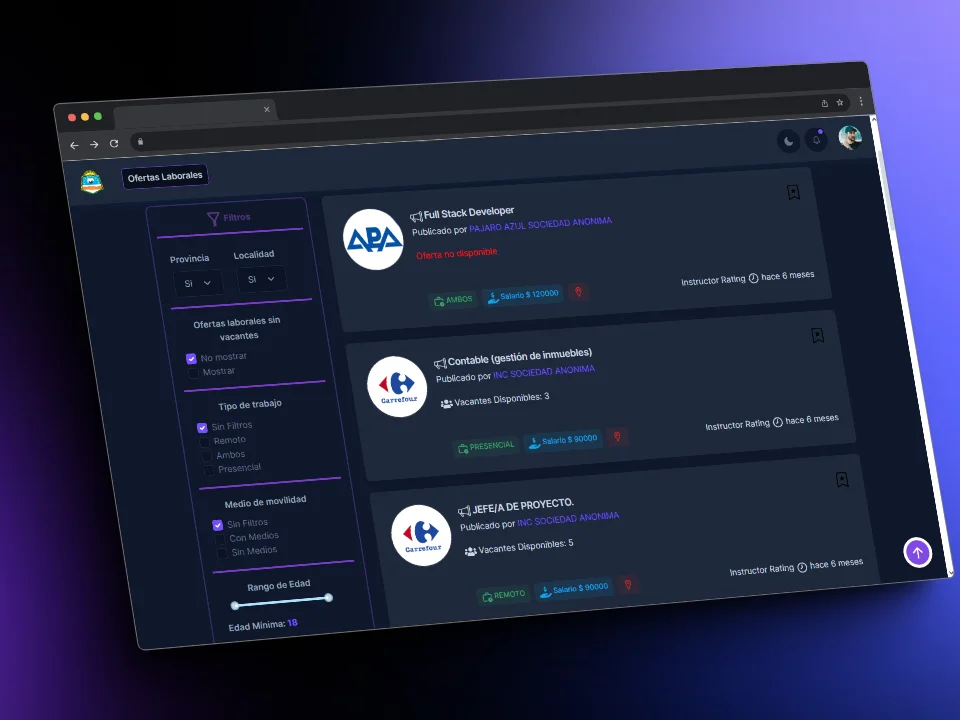 Ofertas Laborales
Filtros
Provincia
Localidad
Si
Si
Ofertas laborales sin
vacantes
No mostrar
Mostrar
Tipo de trabajo
Sin Filtros
Remoto
Ambos
Presencial
Medio de movilidad
Sin Filtros
Con Medios
Sin Medios
Rango de Edad
Edad Mínima: 18
APA
Full Stack Developer
Publicado por PAJARO AZUL SOCIEDAD ANONIMA
Oferta no disponible
AMBOS
Salario $ 120000
Instructor Rating hace 6 meses
Carrefour
Contable (gestión de inmuebles)
Publicado por INC SOCIEDAD ANONIMA
Vacantes Disponibles: 3
PRESENCIAL
Salario $ 90000
Instructor Rating hace 6 meses
Carrefour
JEFE/A DE PROYECTO.
Publicado por INC SOCIEDAD ANONIMA
Vacantes Disponibles: 5
REMOTO
Salario $ 90000
Instructor Rating hace 6 meses